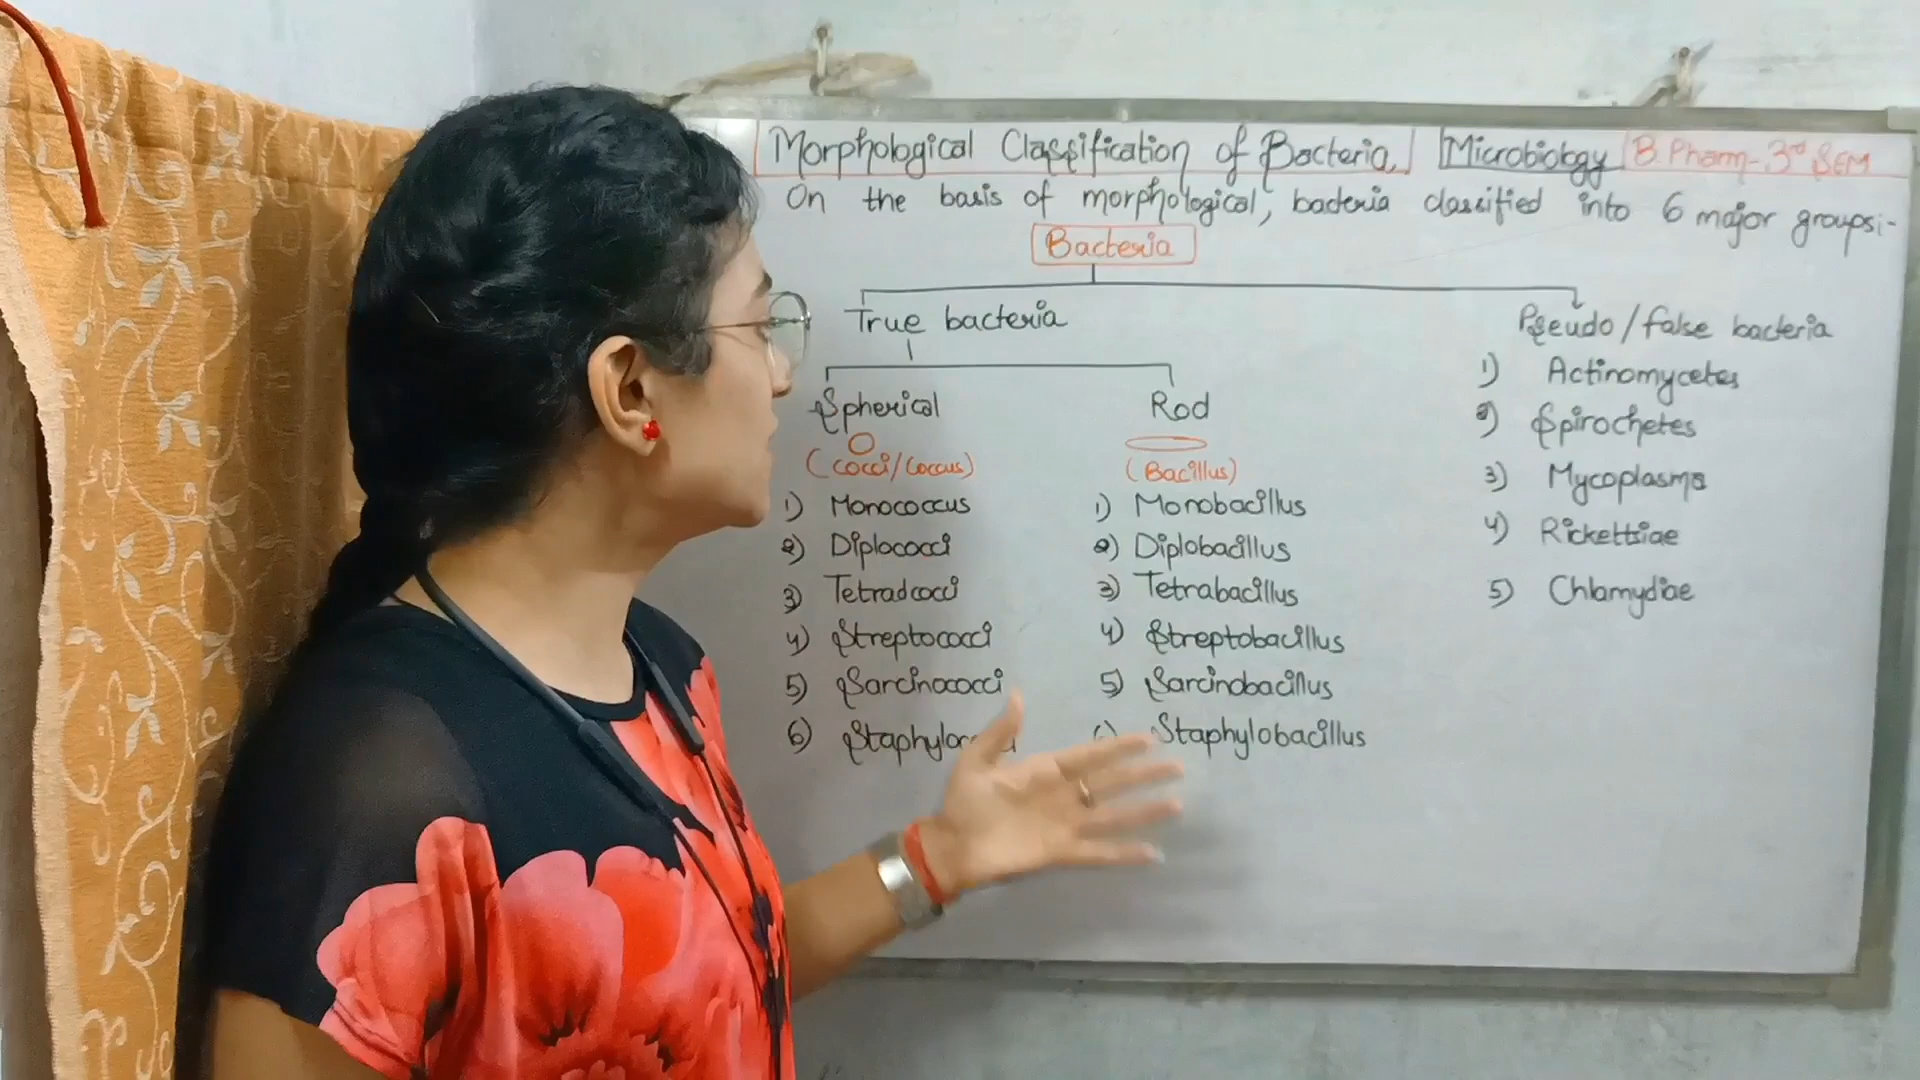 Morphological Classification of Bacteria. Microbiology B. Pharm - 3rd SEM
On the basis of morphological, bacteria classified into 6 major groups:-
Bacteria
True bacteria
Pseudo/false bacteria
Spherical
(cocci/coccus)
1) Monococcus
2) Diplococci
3) Tetradcocci
4) Streptococci
5) Sarcinococci
6)
Rod
(Bacillus)
1) Monobacillus
2) Diplobacillus
3) Tetrabacillus
4) Streptobacillus
5) Sarcinobacillus
Staphylobacillus
1) Actinomycetes
2) Spirochetes
3) Mycoplasma
4) Rickettsiae
5) Chlamydiae